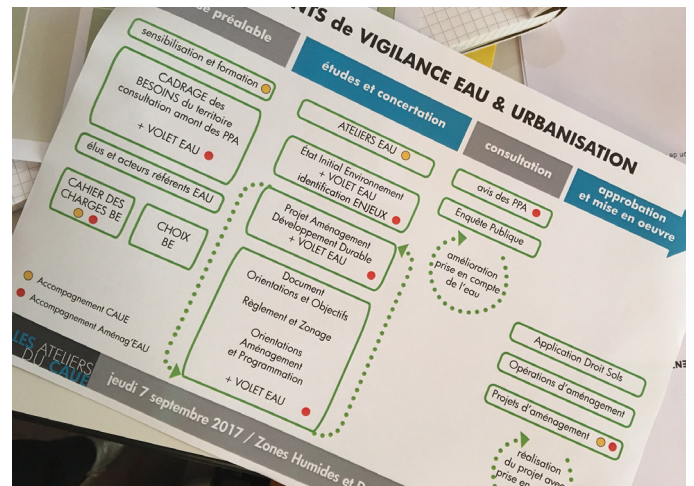 NTS de VIGILANCE EAU & URBANISATION
préalable
sensibilisation et formation
CADRAGE des
BESOINS du territoire
consultation amont des PPA
+ VOLET EAU
élus et acteurs référents EAU
CAHIER DES
CHARGES BE
CHOIX
BE
études et concertation
ATELIERS EAU
État Initial Environnement
+ VOLET EAU
identification ENJEUX
Projet Aménagement
Développement Durable
+ VOLET EAU
Document
Orientations et Objectifs
Règlement et Zonage
Orientations
Aménagement
et Programmation
+ VOLET EAU
consultation
avis des PPA
Enquête Publique
amélioration
prise en compte
de l'eau
approbation
et mise en oeuvre
Application Droit Sols
Opérations d'aménagement
Projets d'aménagement
réalisation
du projet avec
prise en
Accompagnement CAUE
Accompagnement Aménag'EAU
LES ATELIERS
DU CAUE
jeudi 7 septembre 2017 / Zones Humides et